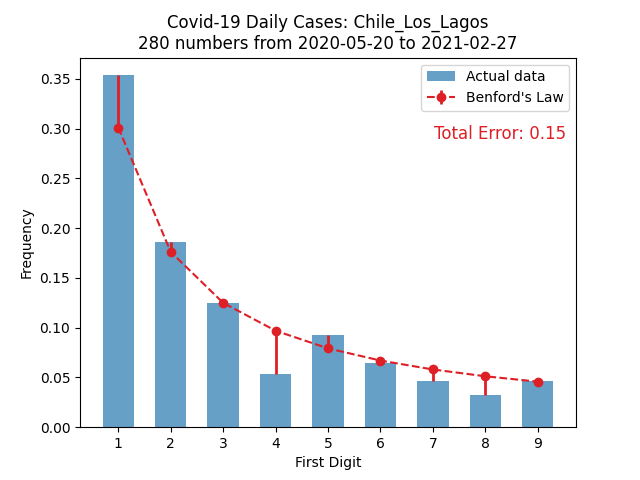 Covid-19 Daily Cases: Chile_Los_Lagos
280 numbers from 2020-05-20 to 2021-02-27
Actual data
Benford's Law
Total Error: 0.15
Frequency
0.35
0.30
0.25
0.20
0.15
0.10
0.05
0.00
1 2 3 4 5 6 7 8 9
First Digit